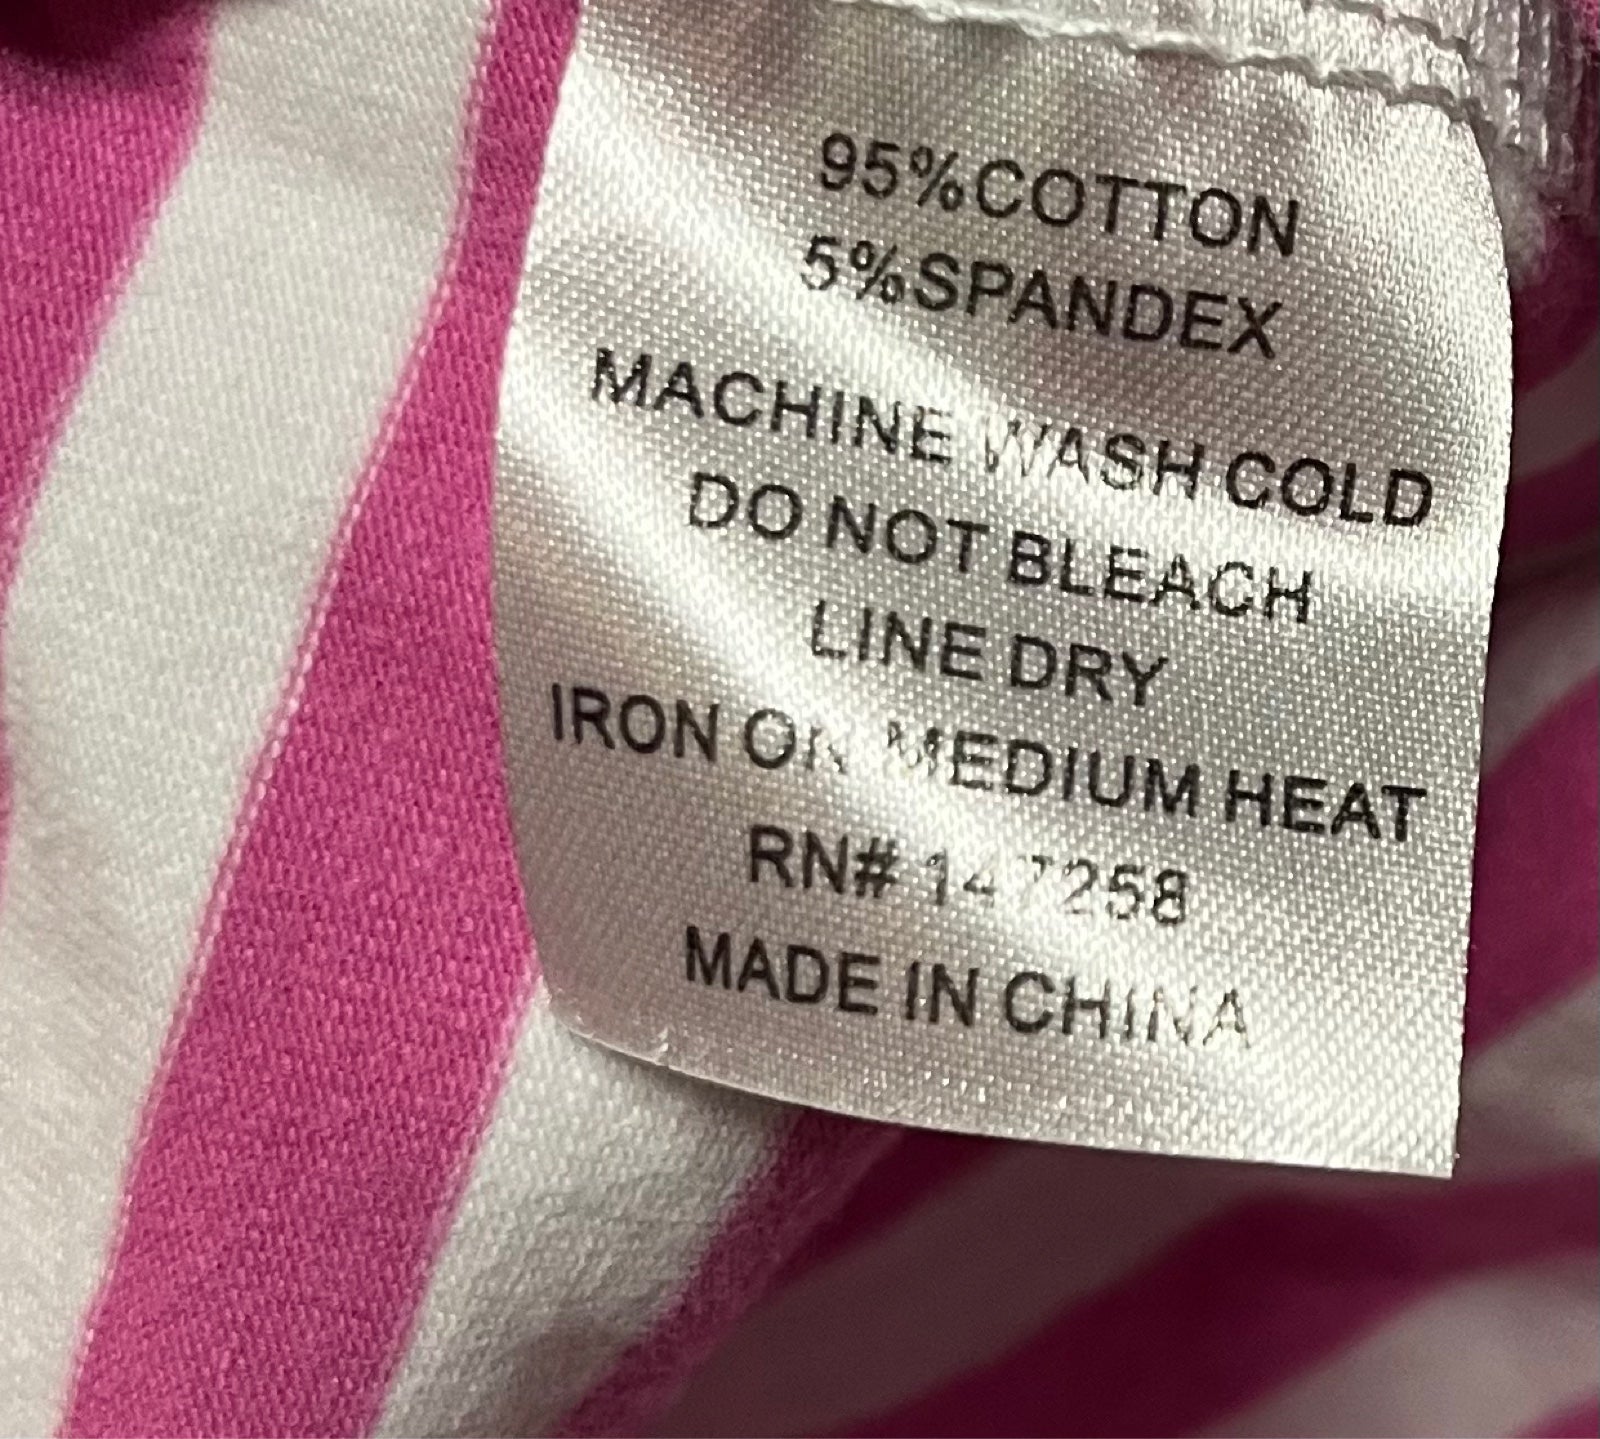 95%COTTON
5%SPANDEX
MACHINE WASH COLD
DO NOT BLEACH
LINE DRY
IRON ON MEDIUM HEAT
RN# 147258
MADE IN CHINA